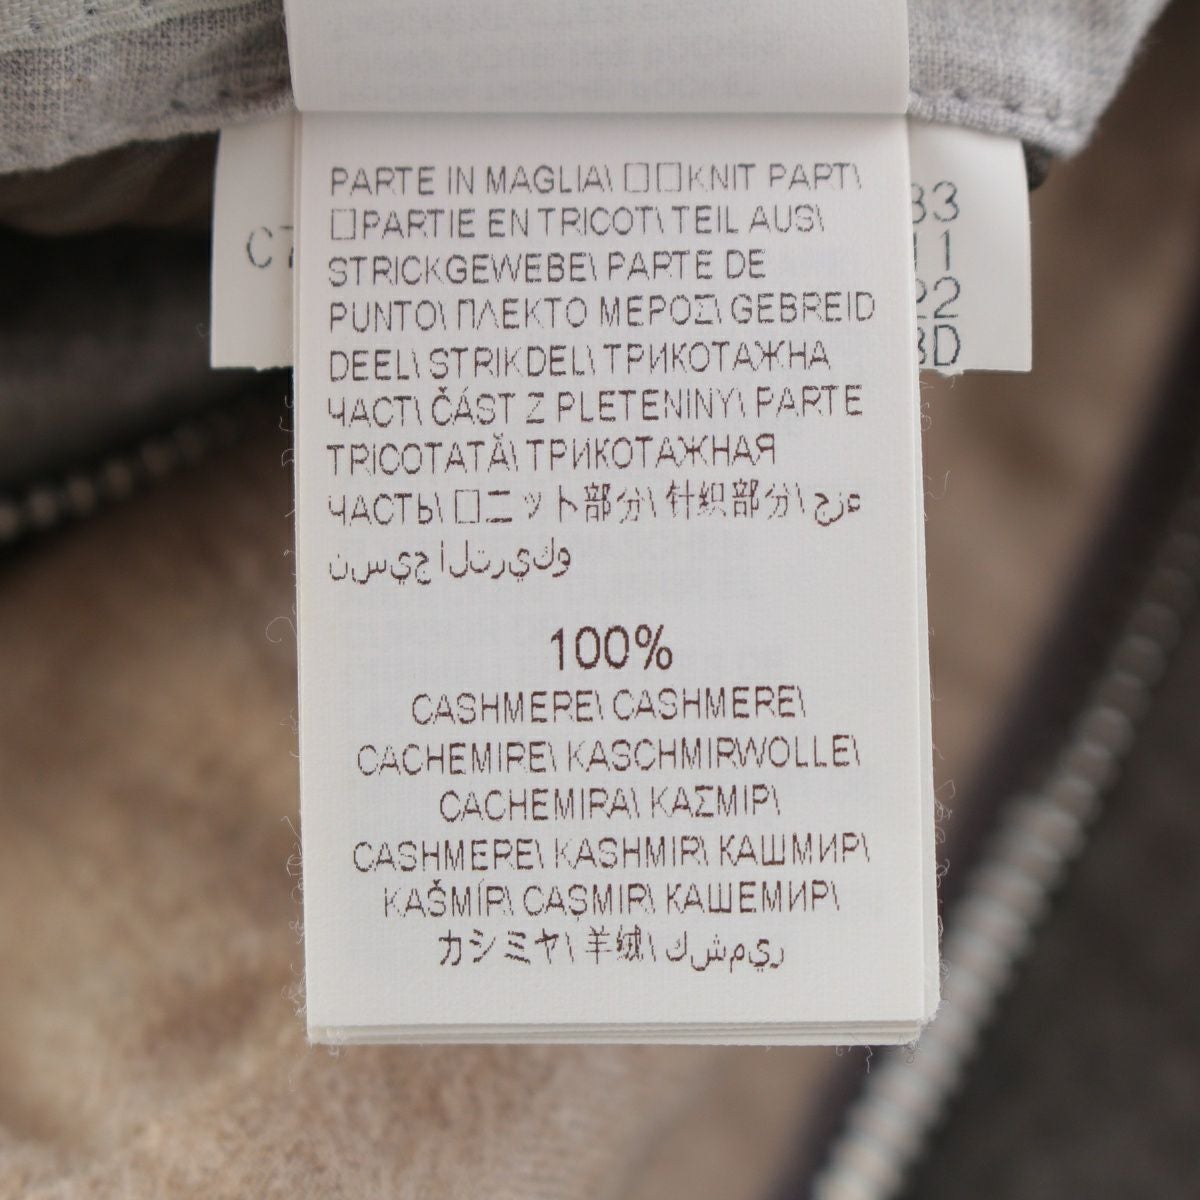 PARTE IN MAGLIA\ □□KNIT PART\
□PARTIE EN TRICOT\ TEIL AUS\
STRICKGEWEBE\ PARTE DE
PUNTO\ ΠΛΕΚΤΟ ΜΕΡΟΣ\ GEBREID
DEEL\ STRIKDEL\ ТРИКОТАЖНА
ЧАСТ\ ČÁST Z PLETENINY\ PARTE
TRICOTATĂ\ ТРИКОТАЖНАЯ
ЧАСТЬ\ □ニット部分\ 针织部分\ جزء
نسيج التريكو
100%
CASHMERE\ CASHMERE\
CACHEMIRE\ KASCHMIRWOLLE\
CACHEMIRA\ ΚΑΣΜΙΡ\
CASHMERE\ KASHMIR\ КАШМИР\
KAŠMÍR\ CAŞMIR\ КАШЕМИР\
カシミヤ\ 羊绒\ كشمير